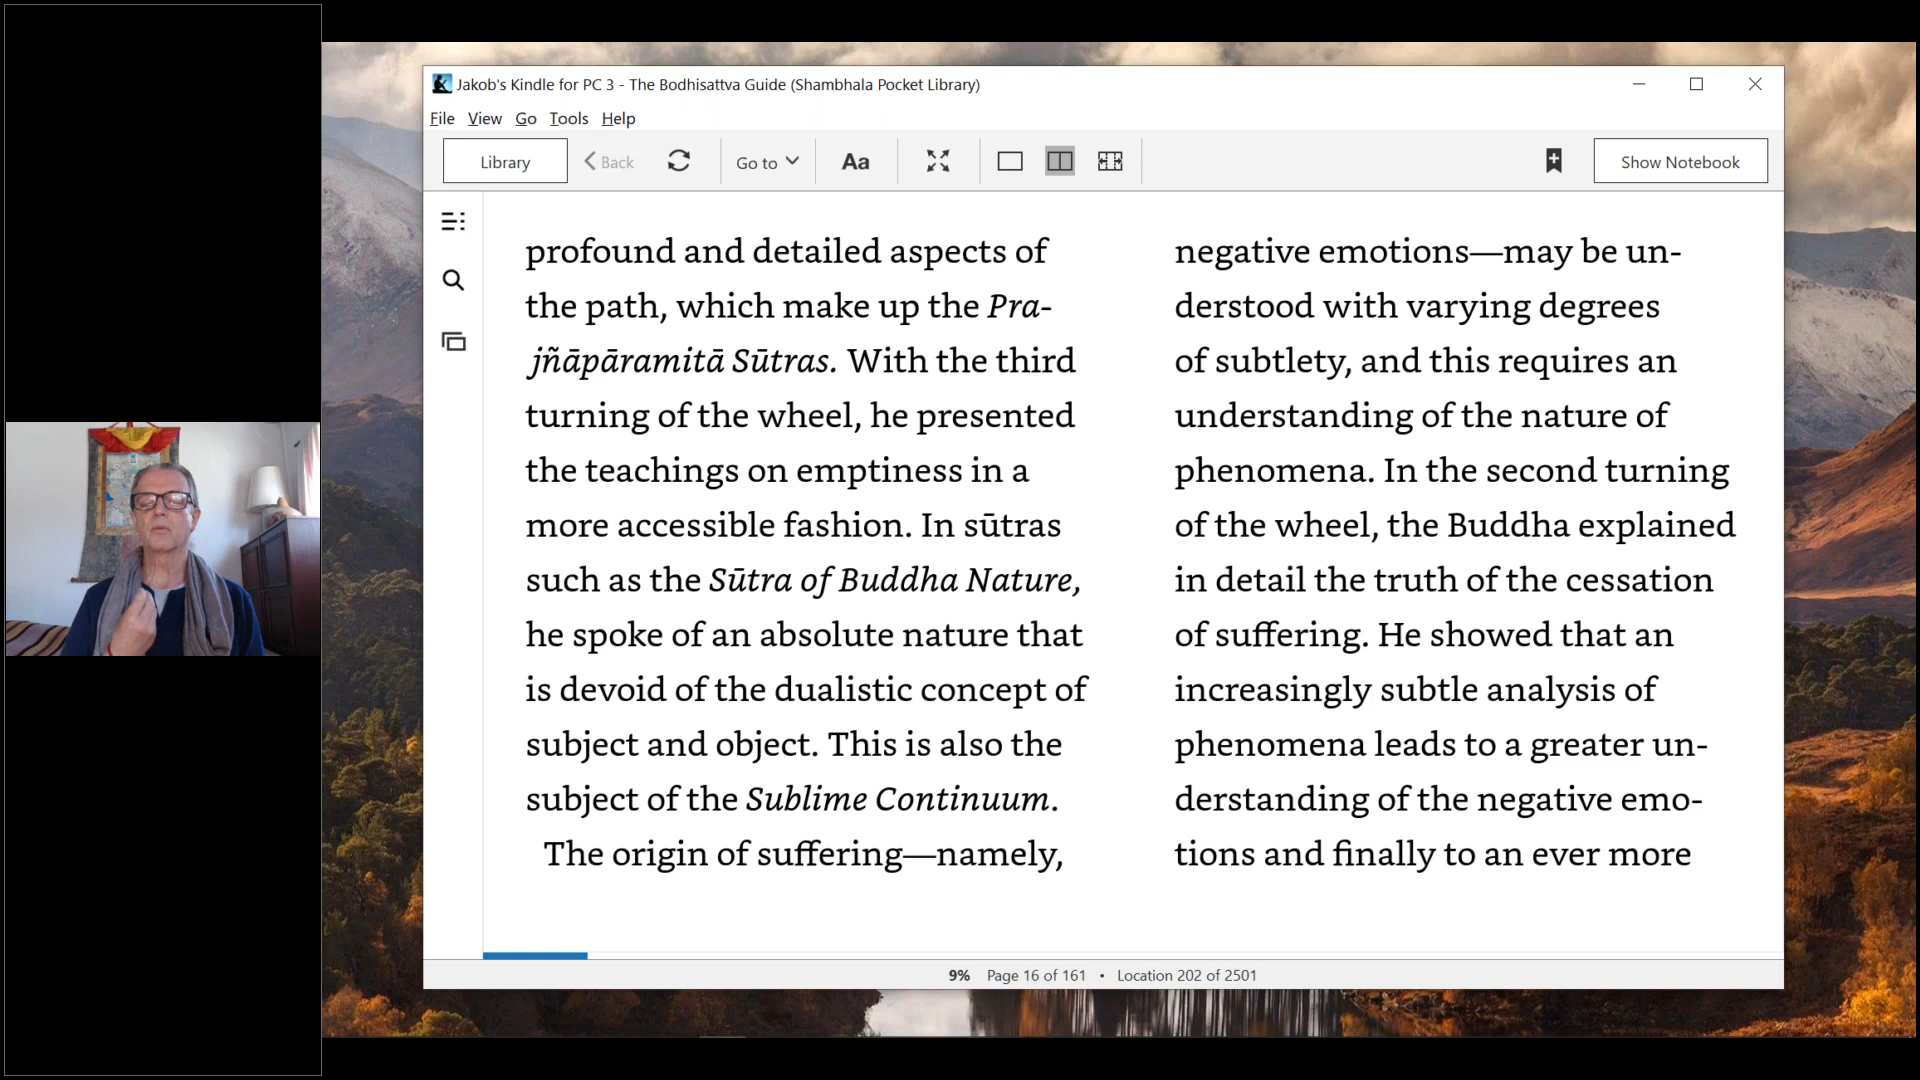 Jakob's Kindle for PC 3 - The Bodhisattva Guide (Shambhala Pocket Library)
File View Go Tools Help
Library Back Go to Aa Show Notebook
profound and detailed aspects of
the path, which make up the Pra-
jñāpāramitā Sūtras. With the third
turning of the wheel, he presented
the teachings on emptiness in a
more accessible fashion. In sūtras
such as the Sūtra of Buddha Nature,
he spoke of an absolute nature that
is devoid of the dualistic concept of
subject and object. This is also the
subject of the Sublime Continuum.
The origin of suffering—namely,
negative emotions—may be un-
derstood with varying degrees
of subtlety, and this requires an
understanding of the nature of
phenomena. In the second turning
of the wheel, the Buddha explained
in detail the truth of the cessation
of suffering. He showed that an
increasingly subtle analysis of
phenomena leads to a greater un-
derstanding of the negative emo-
tions and finally to an ever more
9% Page 16 of 161 • Location 202 of 2501